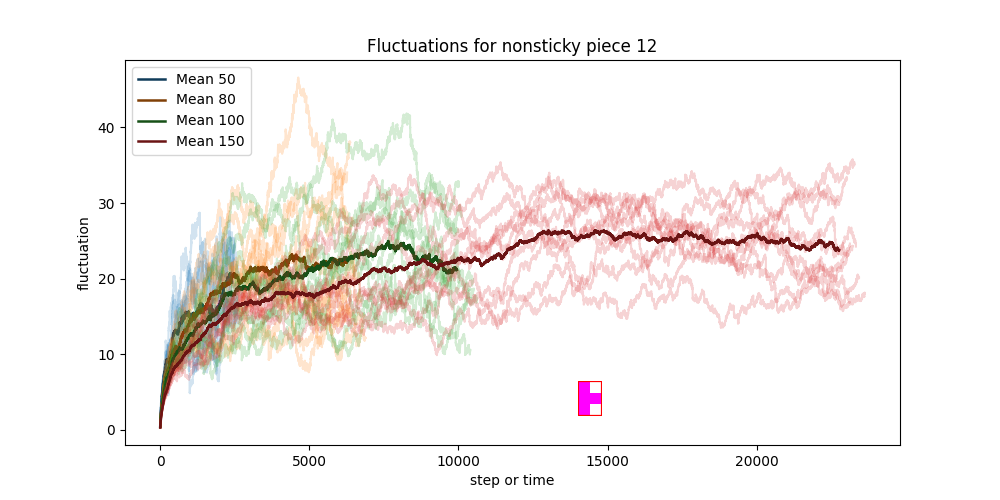 Fluctuations for nonsticky piece 12
Mean 50
Mean 80
Mean 100
Mean 150
fluctuation
40
30
20
10
0
0 5000 10000 15000 20000
step or time